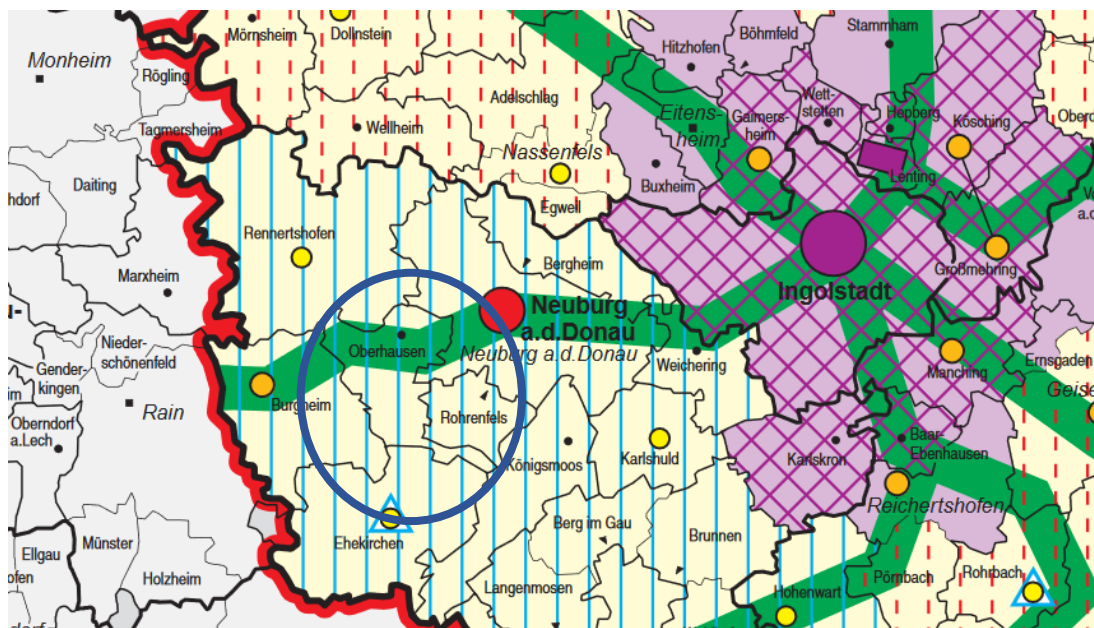 Mörnsheim
Dollnstein
Hitzhofen
Böhmfeld
Stammham
Monheim
Rögling
Adelschlag
Eitens-
heim
Wett-
stetten
Gaimers-
heim
Hepberg
Kösching
Tagmersheim
Wellheim
Nassenfels
Buxheim
Lenting
Daiting
Egweil
Rennertshofen
Bergheim
Großmehring
Marxheim
Ingolstadt
Neuburg
a.d.Donau
Neuburg a.d.Donau
Nieder-
schönenfeld
Oberhausen
Weichering
Ernsgaden
Gender-
kingen
Manching
Rain
Burgheim
Rohrenfels
Oberndorf
a.Lech
Karlskron
Baar-
Ebenhausen
Königsmoos
Karlshuld
Reichertshofen
Ehekirchen
Berg im Gau
Brunnen
Ellgau
Münster
Holzheim
Langenmosen
Pörnbach
Rohrbach
Hohenwart